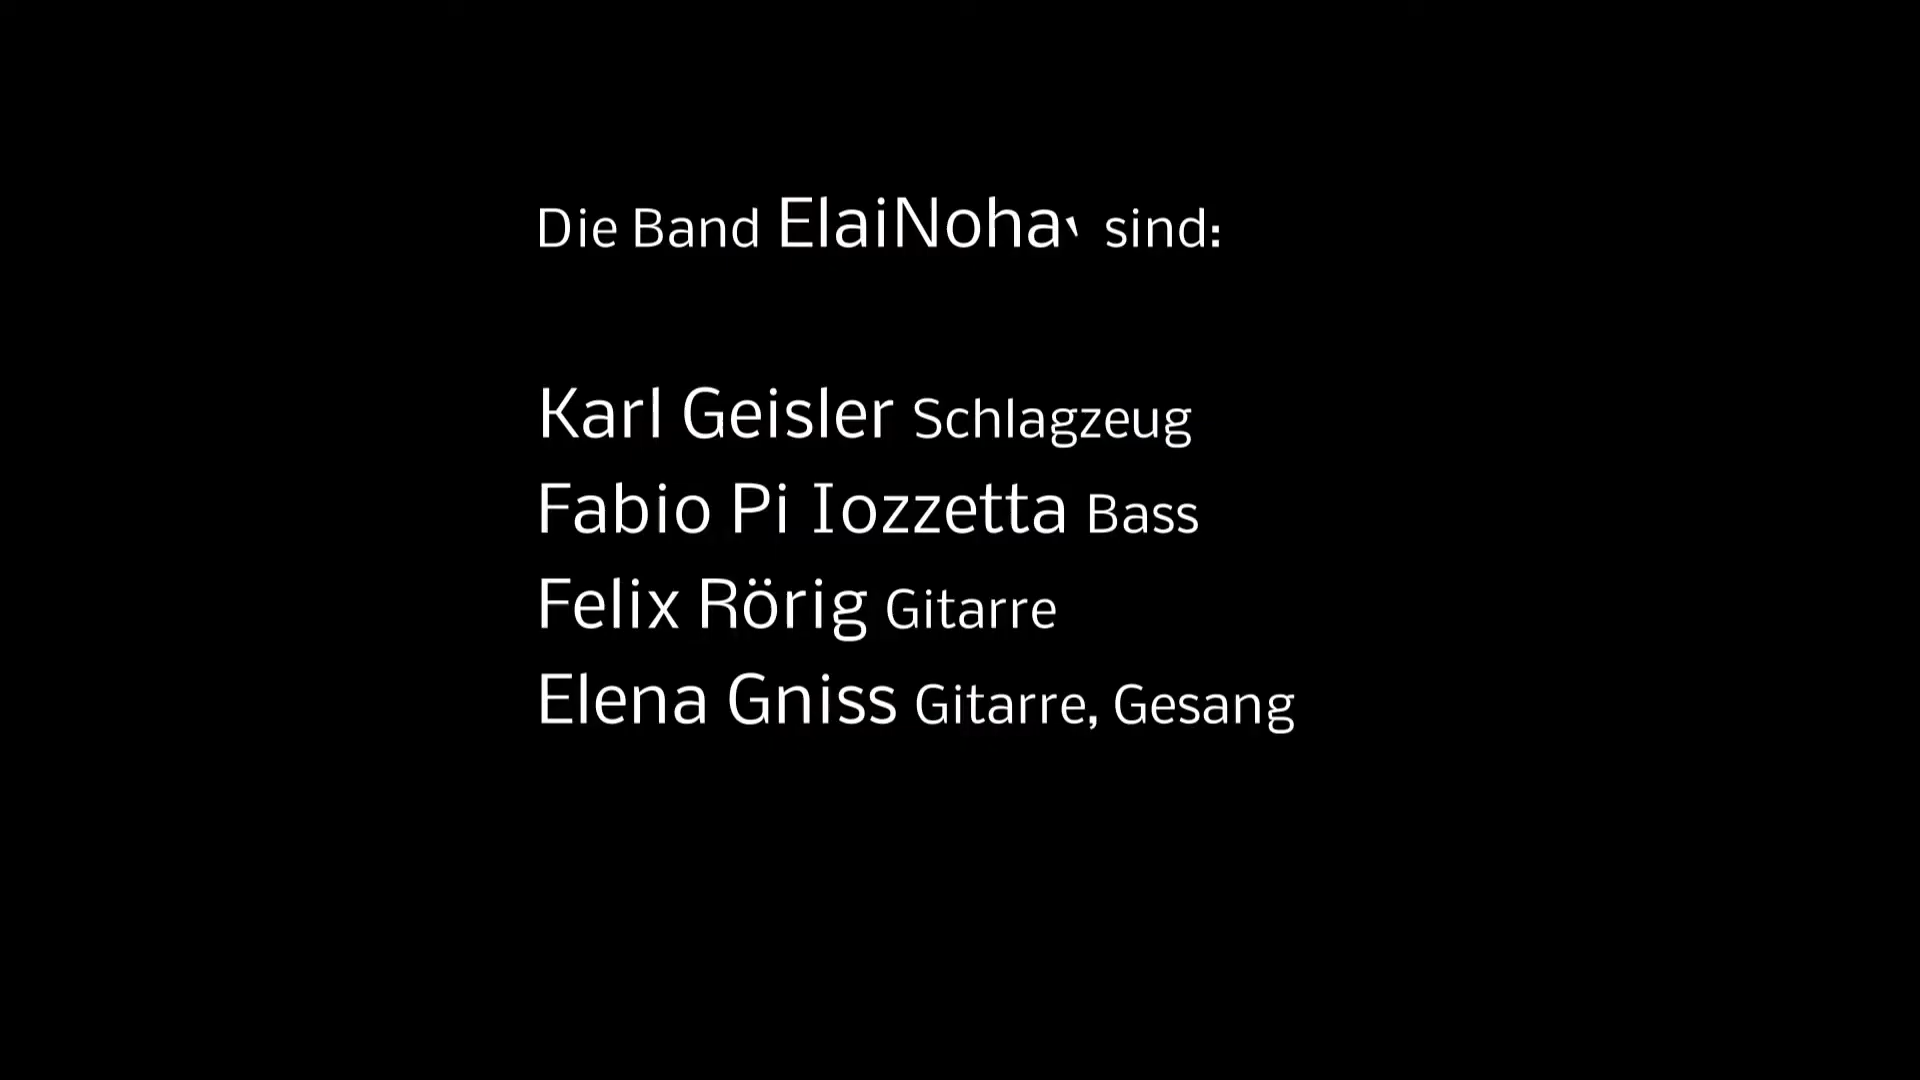 Die Band ElaiNoha‵ sind:
Karl Geisler Schlagzeug
Fabio Pi Iozzetta Bass
Felix Rörig Gitarre
Elena Gniss Gitarre, Gesang